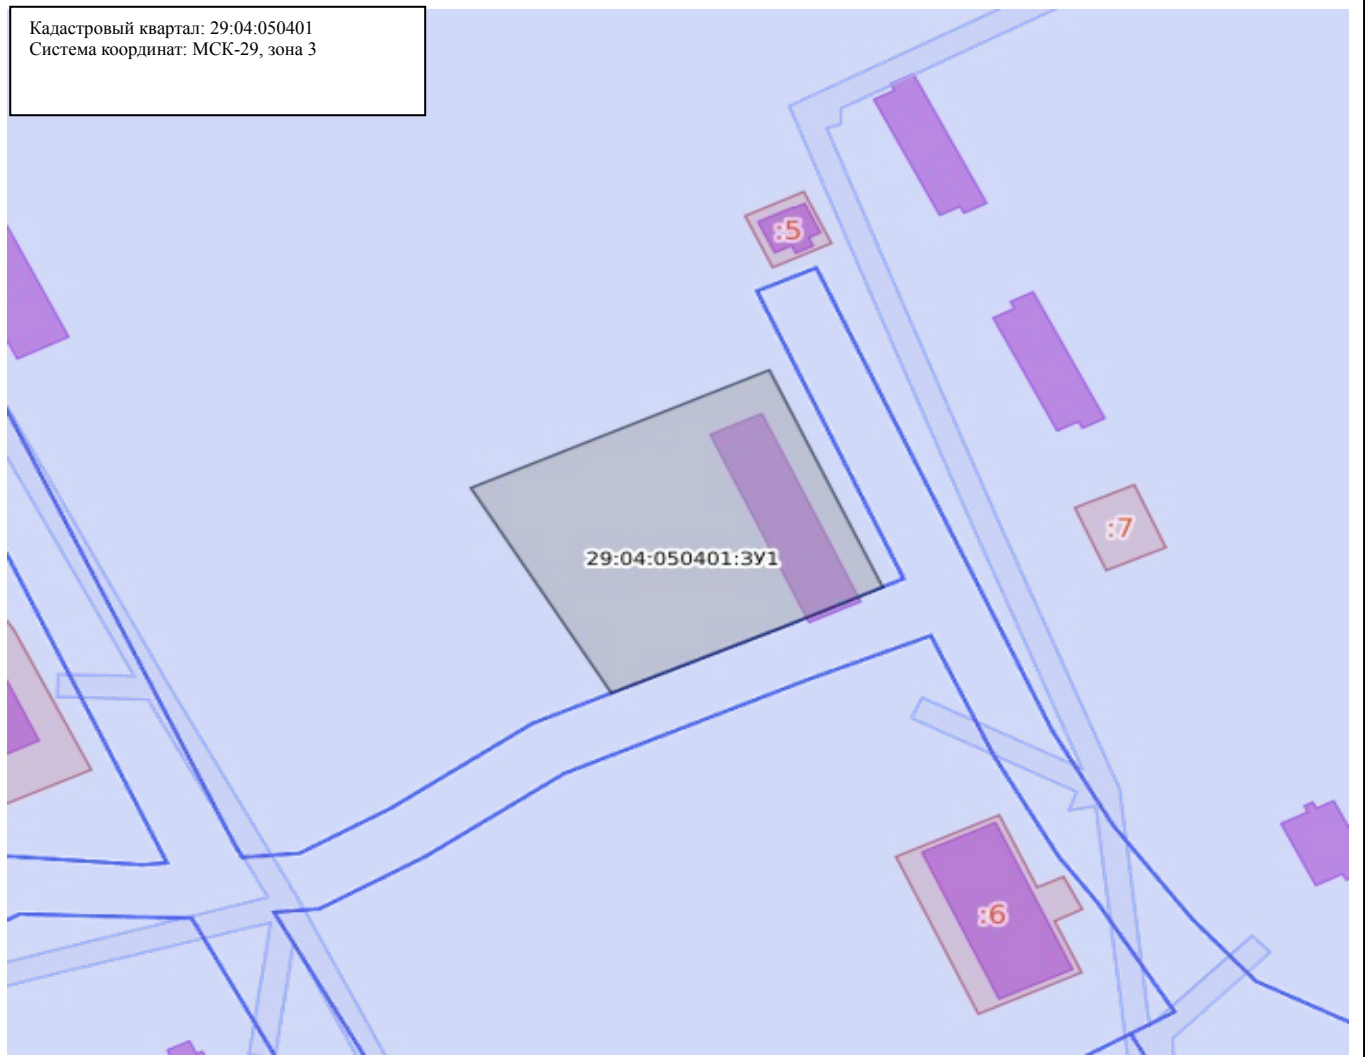 Кадастровый квартал: 29:04:050401
Система координат: МСК-29, зона 3
:5
:7
29:04:050401:ЗУ1
:6